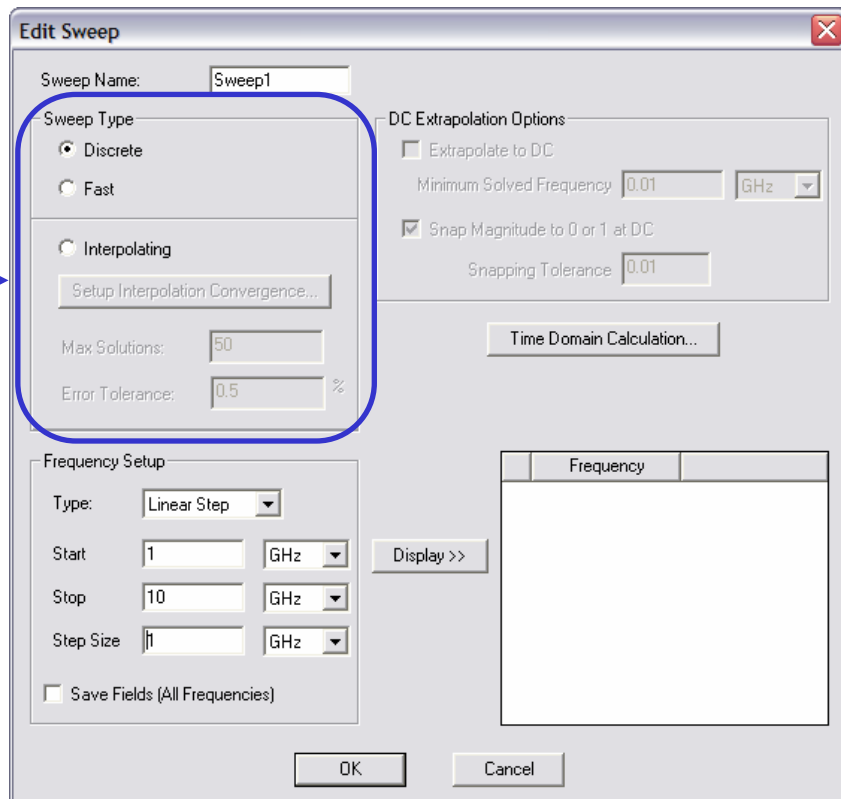 Edit Sweep
Sweep Name: Sweep1
Sweep Type
Discrete
Fast
Interpolating
Setup Interpolation Convergence...
Max Solutions: 50
Error Tolerance: 0.5 %
DC Extrapolation Options
Extrapolate to DC
Minimum Solved Frequency 0.01 GHz
Snap Magnitude to 0 or 1 at DC
Snapping Tolerance 0.01
Time Domain Calculation...
Frequency Setup
Type: Linear Step
Start 1 GHz
Stop 10 GHz
Step Size 1 GHz
Save Fields (All Frequencies)
Display >>
Frequency
OK
Cancel